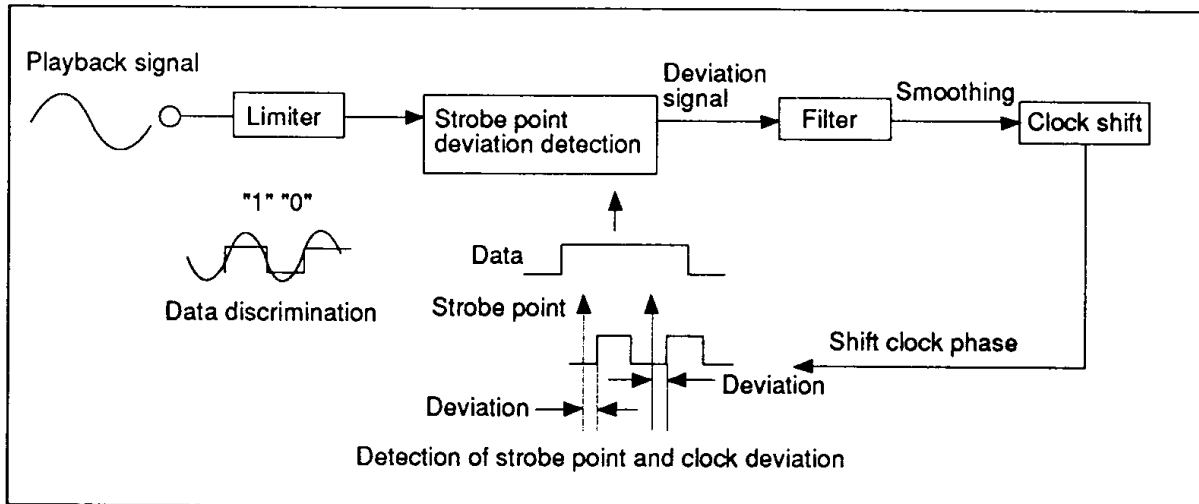 Playback signal
Limiter
Strobe point
deviation detection
Deviation
signal
Filter
Smoothing
Clock shift
"1" "0"
Data discrimination
Data
Strobe point
Shift clock phase
Deviation
Deviation
Detection of strobe point and clock deviation